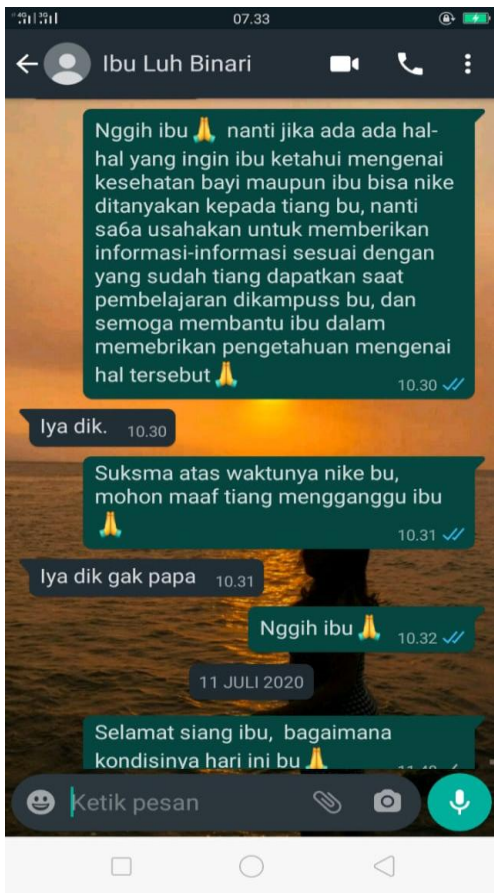 07.33
Ibu Luh Binari
Nggih ibu 🙏 nanti jika ada ada hal-
hal yang ingin ibu ketahui mengenai
kesehatan bayi maupun ibu bisa nike
ditanyakan kepada tiang bu, nanti
sa6a usahakan untuk memberikan
informasi-informasi sesuai dengan
yang sudah tiang dapatkan saat
pembelajaran dikampuss bu, dan
semoga membantu ibu dalam
memebrikan pengetahuan mengenai
hal tersebut 🙏
10.30
Iya dik. 10.30
Suksma atas waktunya nike bu,
mohon maaf tiang mengganggu ibu
🙏
10.31
Iya dik gak papa 10.31
Nggih ibu 🙏 10.32
11 JULI 2020
Selamat siang ibu, bagaimana
kondisinya hari ini bu 🙏
Ketik pesan